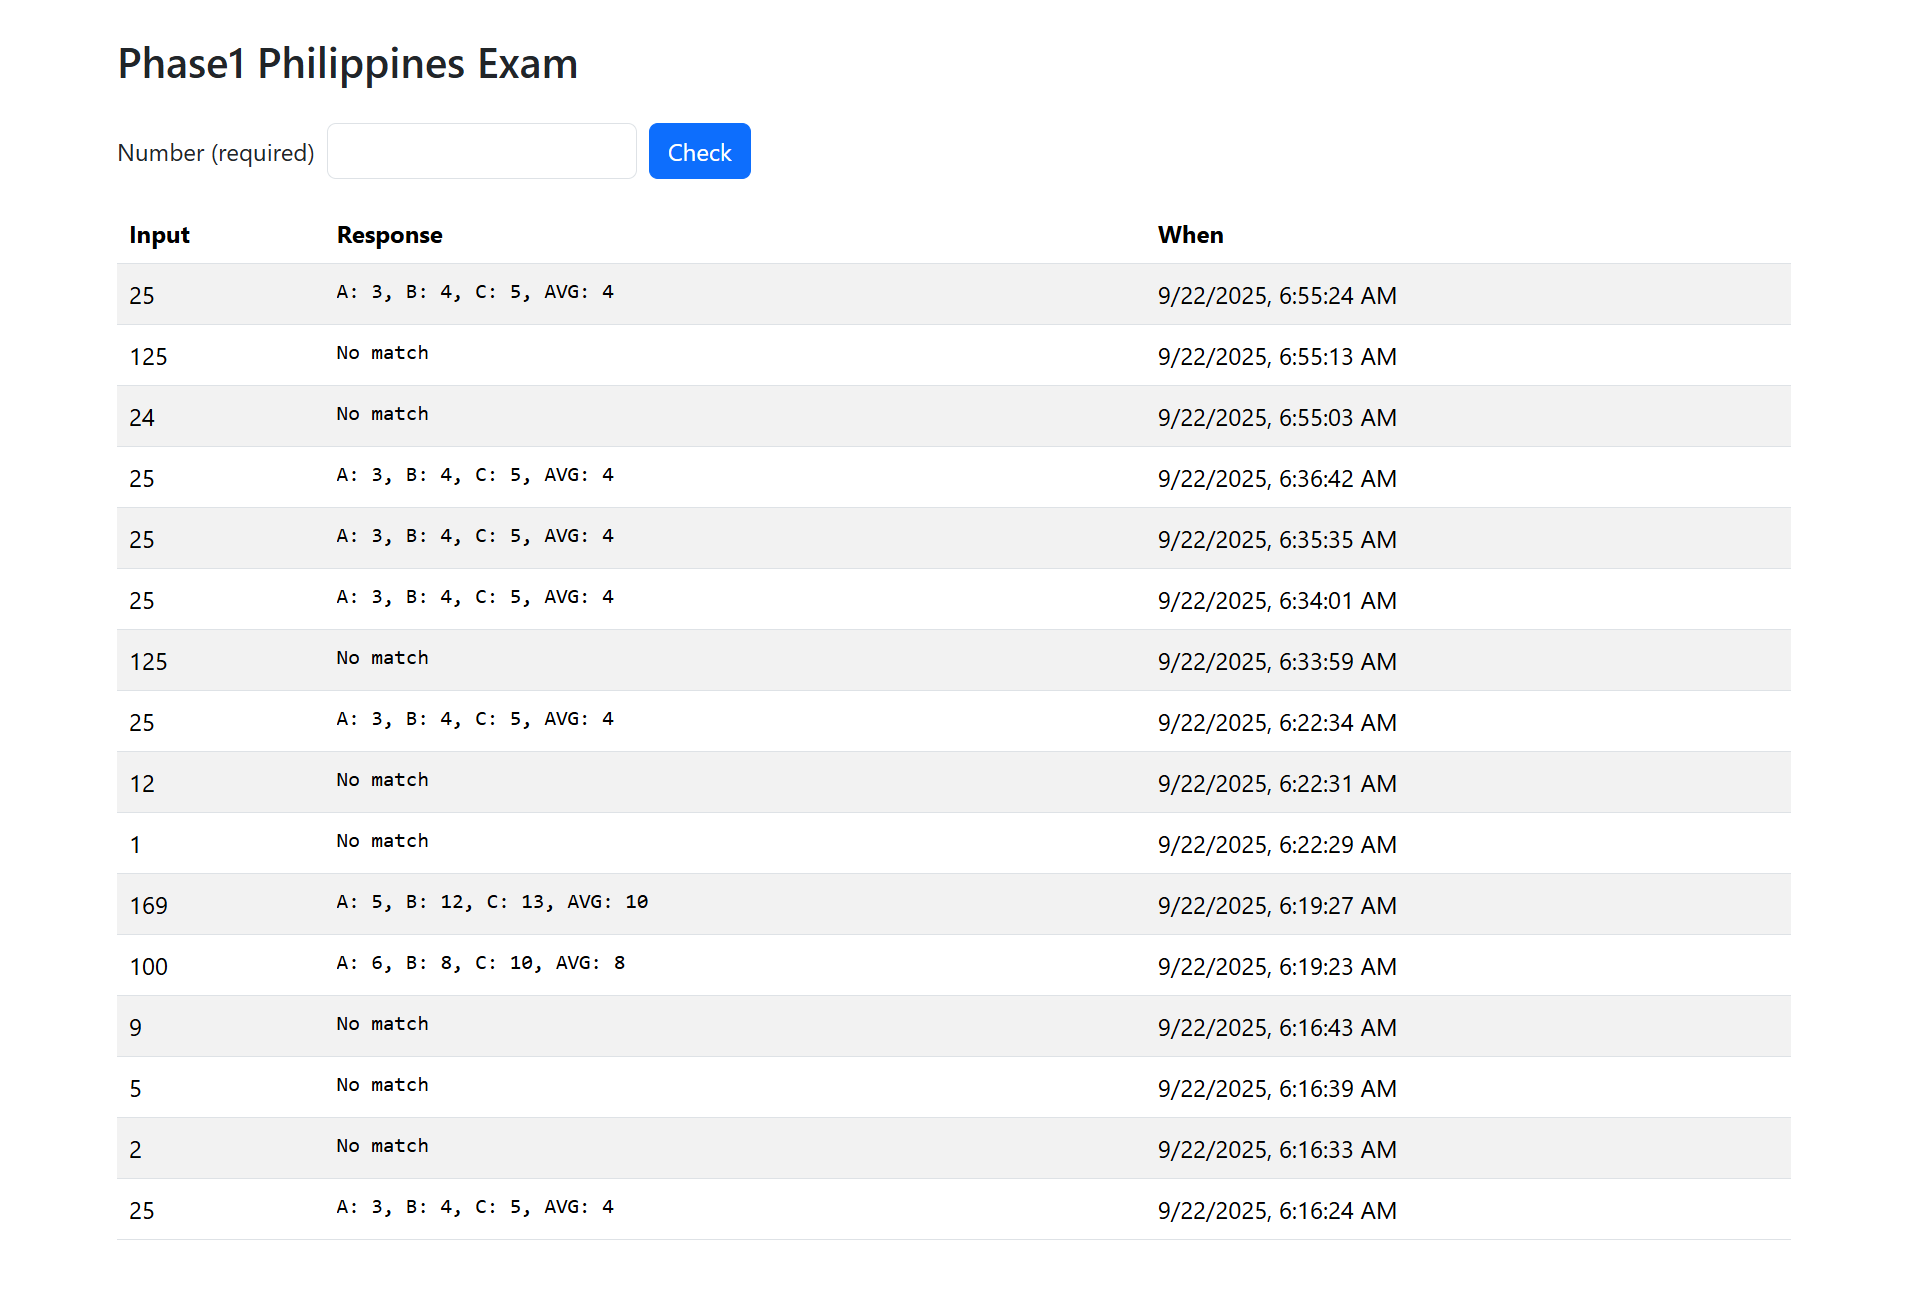 Phase1 Philippines Exam
Number (required) Check
Input Response When
25 A: 3, B: 4, C: 5, AVG: 4 9/22/2025, 6:55:24 AM
125 No match 9/22/2025, 6:55:13 AM
24 No match 9/22/2025, 6:55:03 AM
25 A: 3, B: 4, C: 5, AVG: 4 9/22/2025, 6:36:42 AM
25 A: 3, B: 4, C: 5, AVG: 4 9/22/2025, 6:35:35 AM
25 A: 3, B: 4, C: 5, AVG: 4 9/22/2025, 6:34:01 AM
125 No match 9/22/2025, 6:33:59 AM
25 A: 3, B: 4, C: 5, AVG: 4 9/22/2025, 6:22:34 AM
12 No match 9/22/2025, 6:22:31 AM
1 No match 9/22/2025, 6:22:29 AM
169 A: 5, B: 12, C: 13, AVG: 10 9/22/2025, 6:19:27 AM
100 A: 6, B: 8, C: 10, AVG: 8 9/22/2025, 6:19:23 AM
9 No match 9/22/2025, 6:16:43 AM
5 No match 9/22/2025, 6:16:39 AM
2 No match 9/22/2025, 6:16:33 AM
25 A: 3, B: 4, C: 5, AVG: 4 9/22/2025, 6:16:24 AM